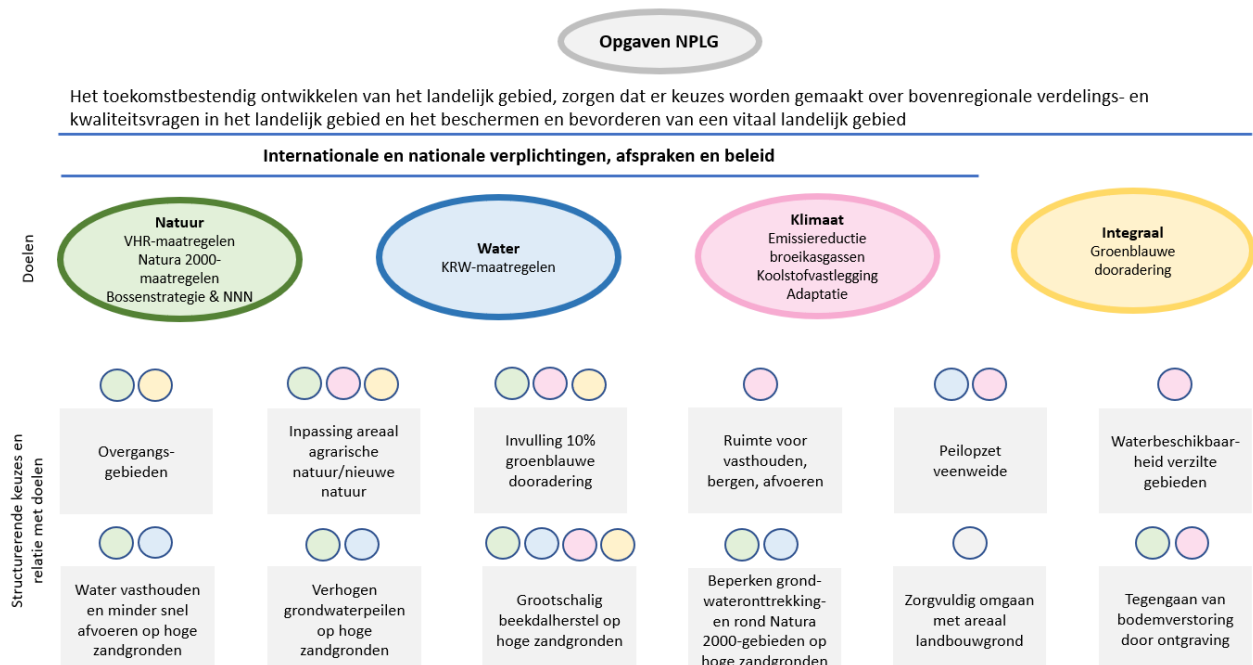 Opgaven NPLG
Het toekomstbestendig ontwikkelen van het landelijk gebied, zorgen dat er keuzes worden gemaakt over bovenregionale verdelings- en
kwaliteitsvragen in het landelijk gebied en het beschermen en bevorderen van een vitaal landelijk gebied
Internationale en nationale verplichtingen, afspraken en beleid
Doelen
Natuur
VHR-maatregelen
Natura 2000-
maatregelen
Bossenstrategie & NNN
Water
KRW-maatregelen
Klimaat
Emissiereductie
broeikasgassen
Koolstofvastlegging
Adaptatie
Integraal
Groenblauwe
dooradering
Structurerende keuzes en
relatie met doelen
Overgangs-
gebieden
Inpassing areaal
agrarische
natuur/nieuwe
natuur
Invulling 10%
groenblauwe
dooradering
Ruimte voor
vasthouden,
bergen, afvoeren
Peilopzet
veenweide
Waterbeschikbaar-
heid verzilte
gebieden
Water vasthouden
en minder snel
afvoeren op hoge
zandgronden
Verhogen
grondwaterpeilen
op hoge
zandgronden
Grootschalig
beekdalherstel op
hoge zandgronden
Beperken grond-
wateronttrekking-
en rond Natura
2000-gebieden op
hoge zandgronden
Zorgvuldig omgaan
met areaal
landbouwgrond
Tegengaan van
bodemverstoring
door ontgraving